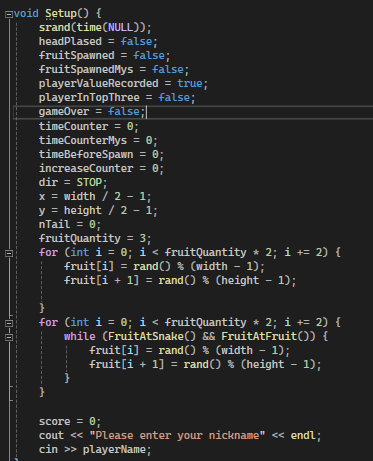 void Setup() {
srand(time(NULL));
headPlased = false;
fruitSpawned = false;
fruitSpawnedMys = false;
playerValueRecorded = true;
playerInTopThree = false;
gameOver = false;
timeCounter = 0;
timeCounterMys = 0;
timeBeforeSpawn = 0;
increaseCounter = 0;
dir = STOP;
x = width / 2 - 1;
y = height / 2 - 1;
nTail = 0;
fruitQuantity = 3;
for (int i = 0; i < fruitQuantity * 2; i += 2) {
fruit[i] = rand() % (width - 1);
fruit[i + 1] = rand() % (height - 1);
}
for (int i = 0; i < fruitQuantity * 2; i += 2) {
while (FruitAtSnake() && FruitAtFruit()) {
fruit[i] = rand() % (width - 1);
fruit[i + 1] = rand() % (height - 1);
}
}
score = 0;
cout << "Please enter your nickname" << endl;
cin >> playerName;